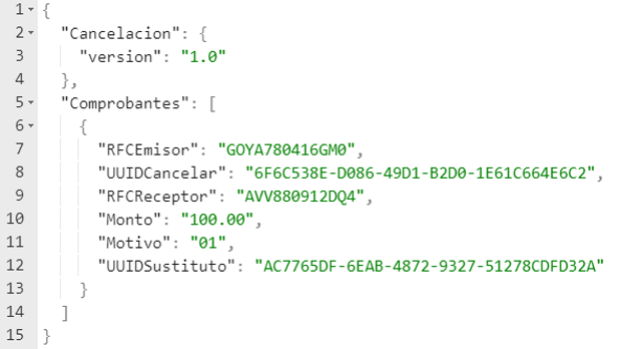 1 {
2 "Cancelacion": {
3 "version": "1.0"
4 },
5 "Comprobantes": [
6 {
7 "RFCEmisor": "GOYA780416GM0",
8 "UUIDCancelar": "6F6C538E-D086-49D1-B2D0-1E61C664E6C2",
9 "RFCReceptor": "AVV880912DQ4",
10 "Monto": "100.00",
11 "Motivo": "01",
12 "UUIDSustituto": "AC7765DF-6EAB-4872-9327-51278CDFD32A"
13 }
14 ]
15 }